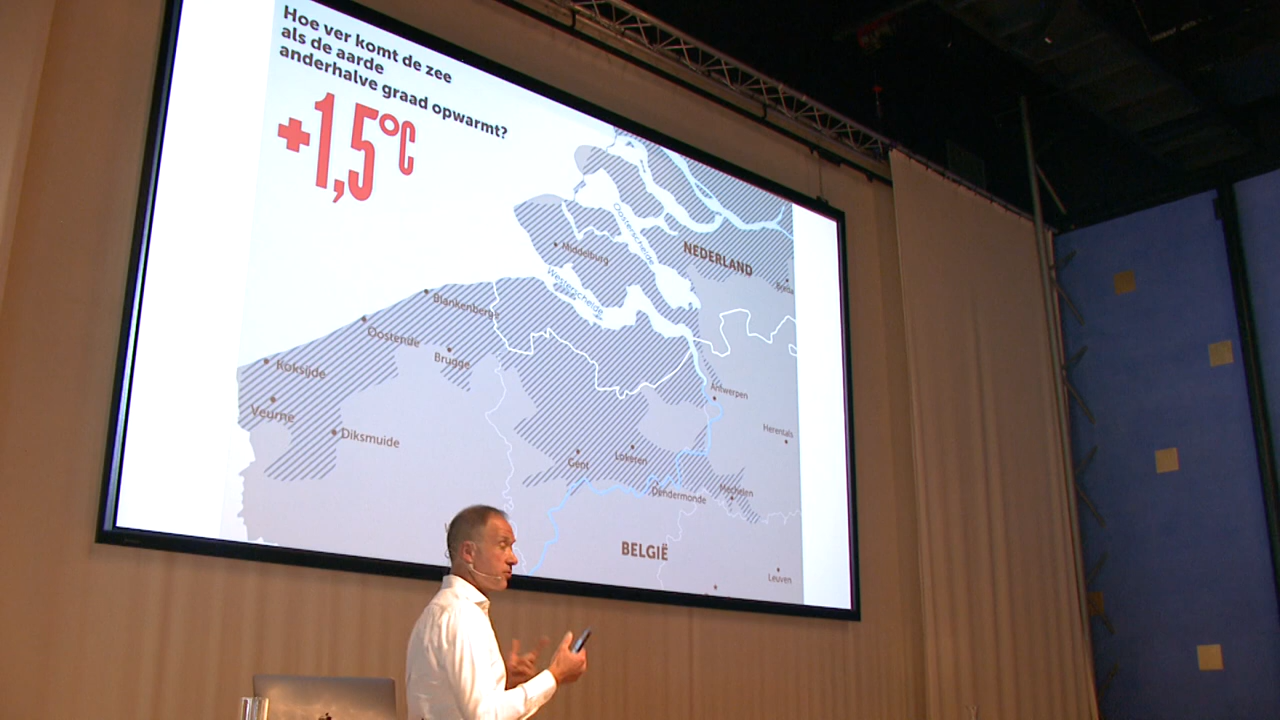 Hoe ver komt de zee
als de aarde
anderhalve graad opwarmt?
+1,5°C
Oosterschelde
NEDERLAND
Middelburg
Breda
Westerschelde
Blankenberge
Oostende
Brugge
Koksijde
Antwerpen
Veurne
Herentals
Diksmuide
Gent
Lokeren
Dendermonde
Mechelen
BELGIË
Leuven